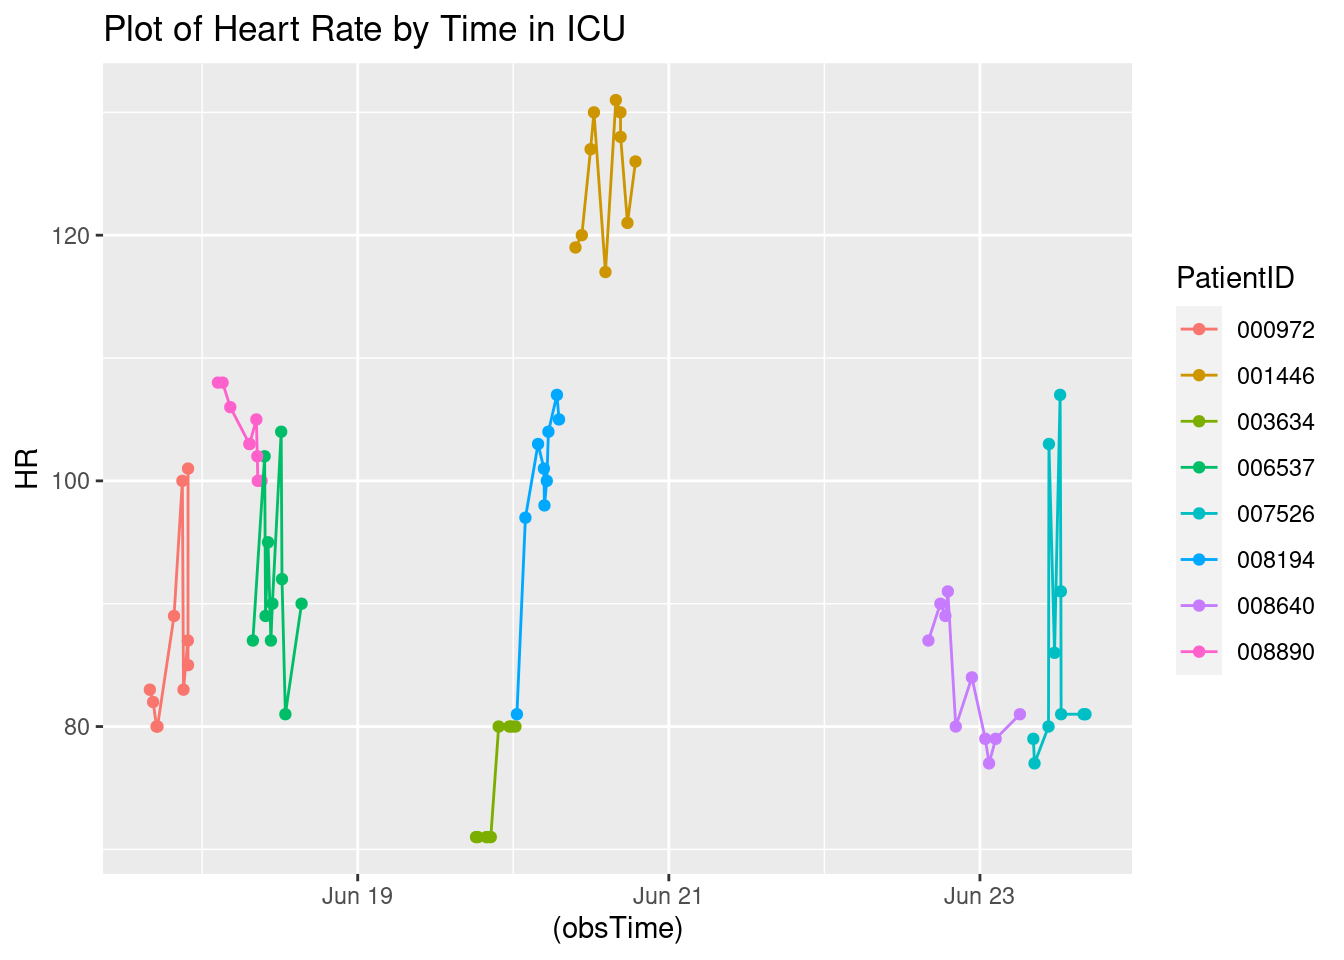 Plot of Heart Rate by Time in ICU
HR
120
100
80
Jun 19
Jun 21
Jun 23
(obsTime)
PatientID
000972
001446
003634
006537
007526
008194
008640
008890